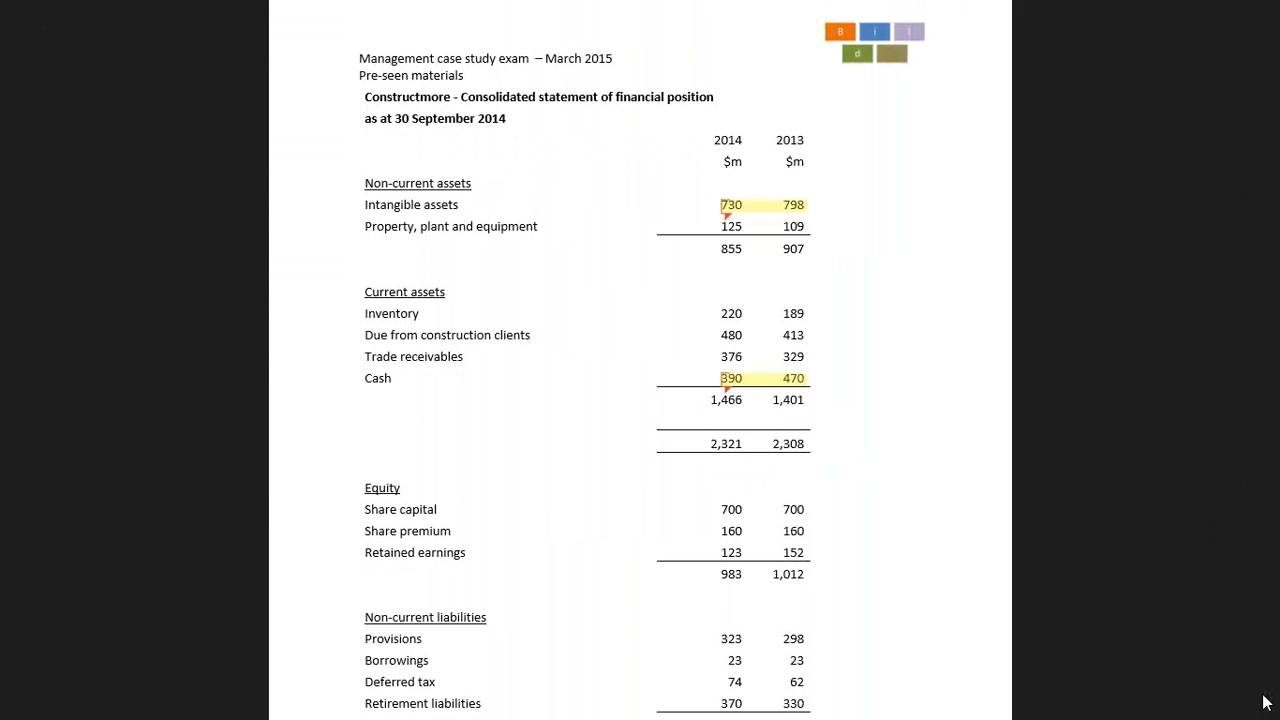 B i l
d
Management case study exam – March 2015
Pre-seen materials
Constructmore - Consolidated statement of financial position
as at 30 September 2014
2014 2013
$m $m
Non-current assets
Intangible assets 730 798
Property, plant and equipment 125 109
855 907
Current assets
Inventory 220 189
Due from construction clients 480 413
Trade receivables 376 329
Cash 390 470
1,466 1,401
2,321 2,308
Equity
Share capital 700 700
Share premium 160 160
Retained earnings 123 152
983 1,012
Non-current liabilities
Provisions 323 298
Borrowings 23 23
Deferred tax 74 62
Retirement liabilities 370 330